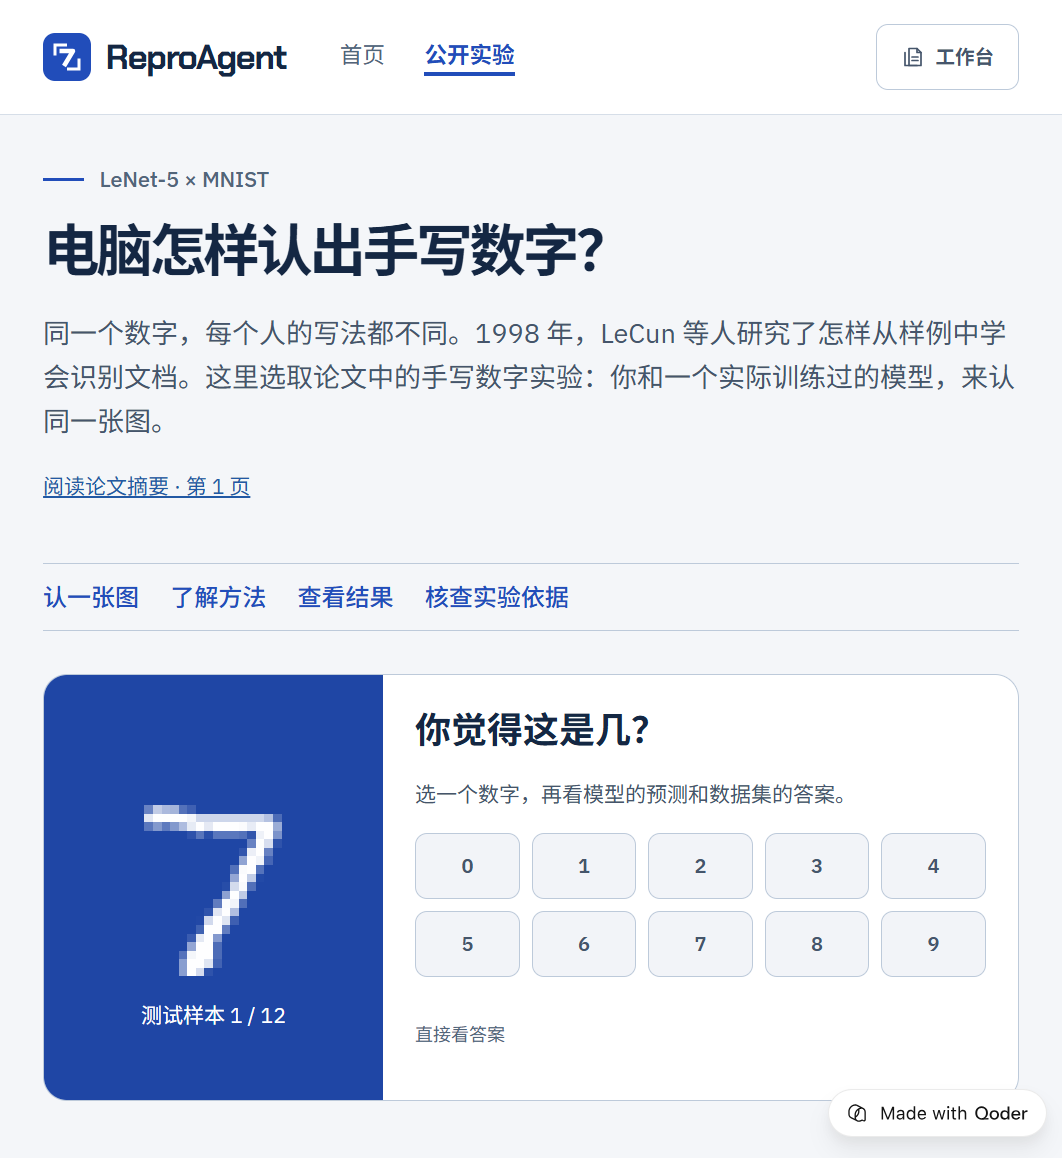 ReproAgent
首页
公开实验
工作台
LeNet-5 × MNIST
电脑怎样认出手写数字？
同一个数字，每个人的写法都不同。1998 年，LeCun 等人研究了怎样从样例中学
会识别文档。这里选取论文中的手写数字实验：你和一个实际训练过的模型，来认
同一张图。
阅读论文摘要 · 第 1 页
认一张图
了解方法
查看结果
核查实验依据
7
测试样本 1 / 12
你觉得这是几？
选一个数字，再看模型的预测和数据集的答案。
0 1 2 3 4
5 6 7 8 9
直接看答案
Made with Qoder